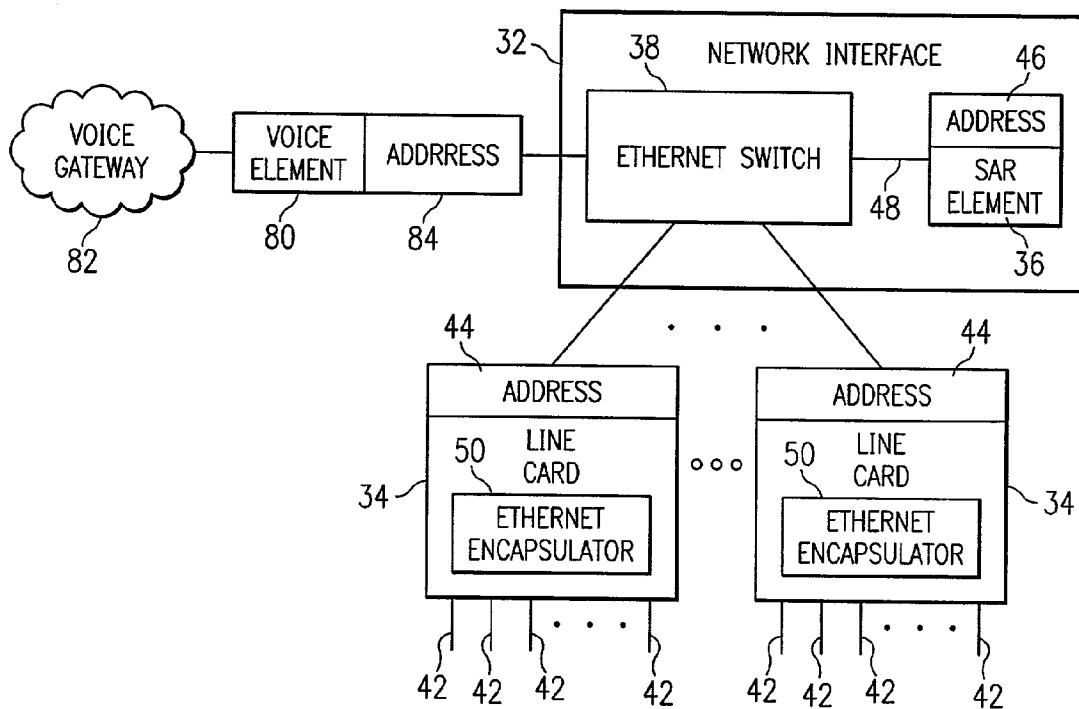 32
38
NETWORK INTERFACE
46
VOICE
GATEWAY
VOICE
ELEMENT
ADDRRESS
ETHERNET SWITCH
ADDRESS
SAR
ELEMENT
82
80
84
48
36
44
44
ADDRESS
ADDRESS
LINE
CARD
LINE
CARD
50
50
34
34
ETHERNET
ENCAPSULATOR
ETHERNET
ENCAPSULATOR
42
42
42
42
42
42
42
42